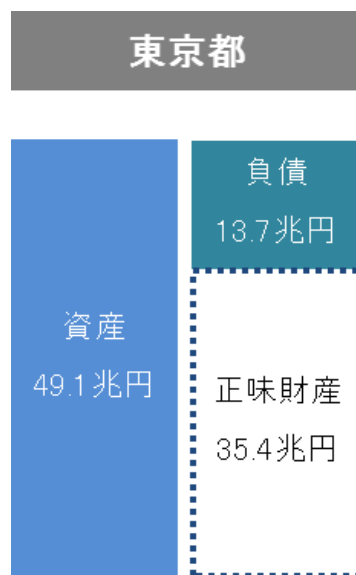 東京都
資産
49.1兆円
負債
13.7兆円
正味財産
35.4兆円